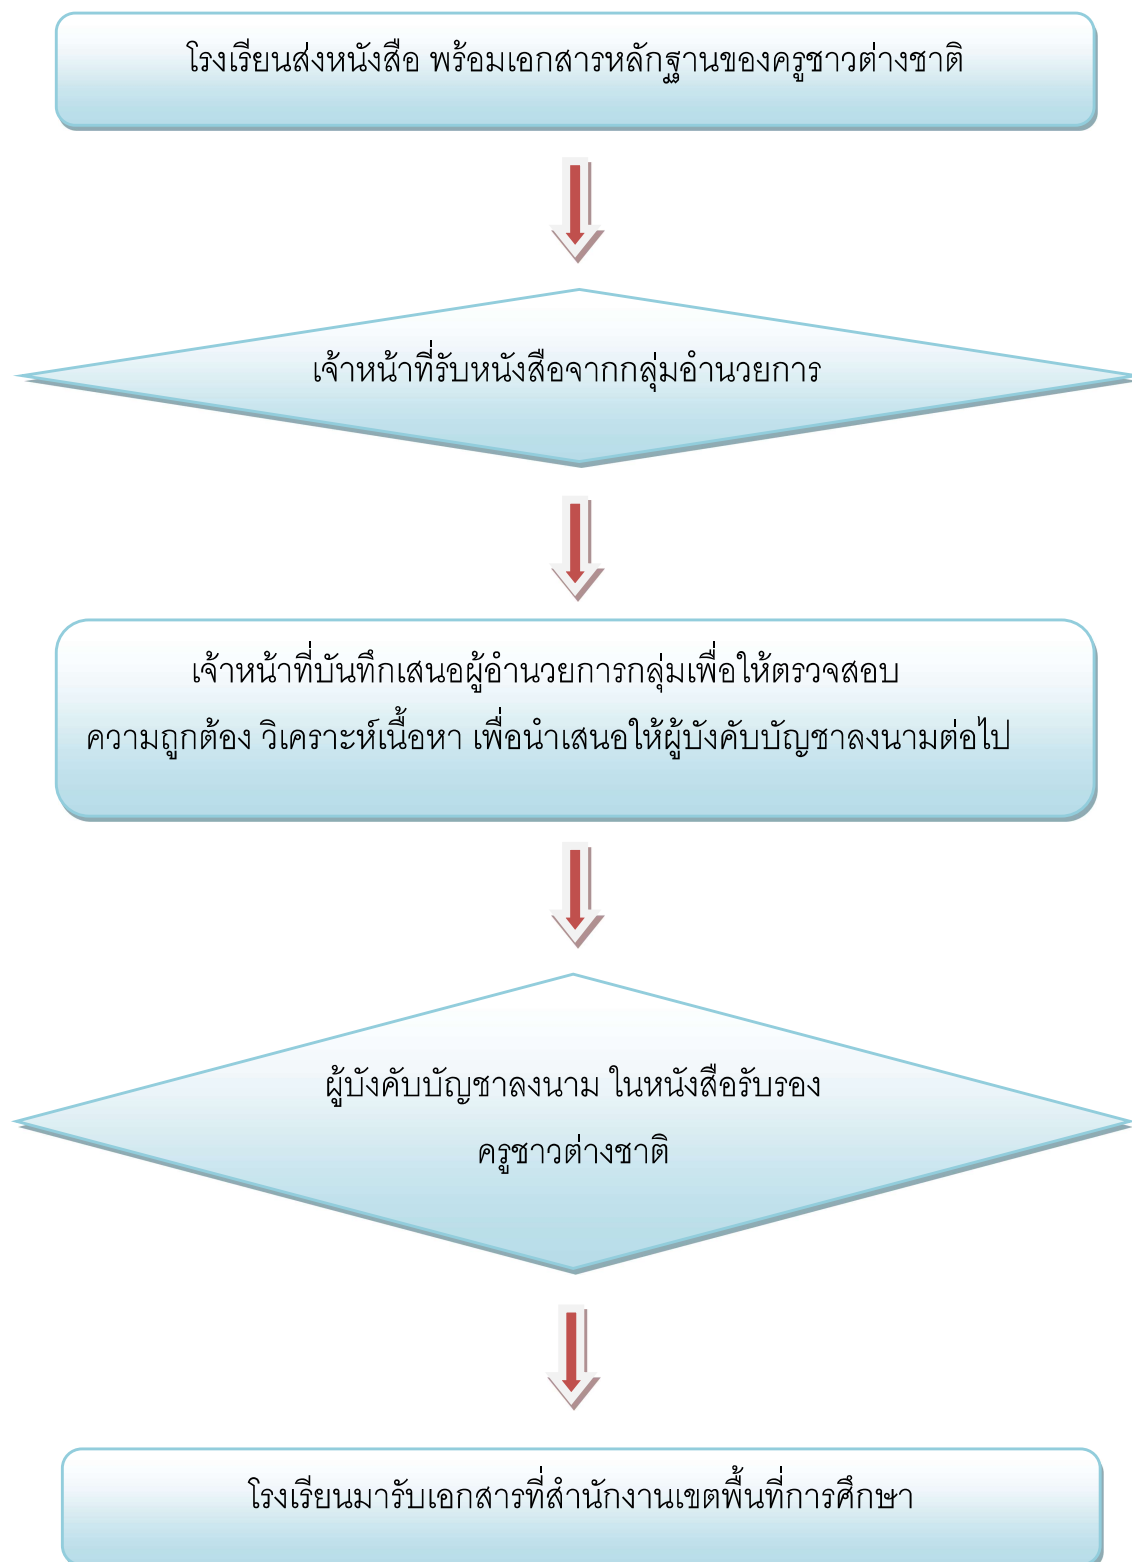 โรงเรียนส่งหนังสือ พร้อมเอกสารหลักฐานของครูชาวต่างชาติ
เจ้าหน้าที่รับหนังสือจากกลุ่มอำนวยการ
เจ้าหน้าที่บันทึกเสนอผู้อำนวยการกลุ่มเพื่อให้ตรวจสอบ
ความถูกต้อง วิเคราะห์เนื้อหา เพื่อนำเสนอให้ผู้บังคับบัญชาลงนามต่อไป
ผู้บังคับบัญชาลงนาม ในหนังสือรับรอง
ครูชาวต่างชาติ
โรงเรียนมารับเอกสารที่สำนักงานเขตพื้นที่การศึกษา